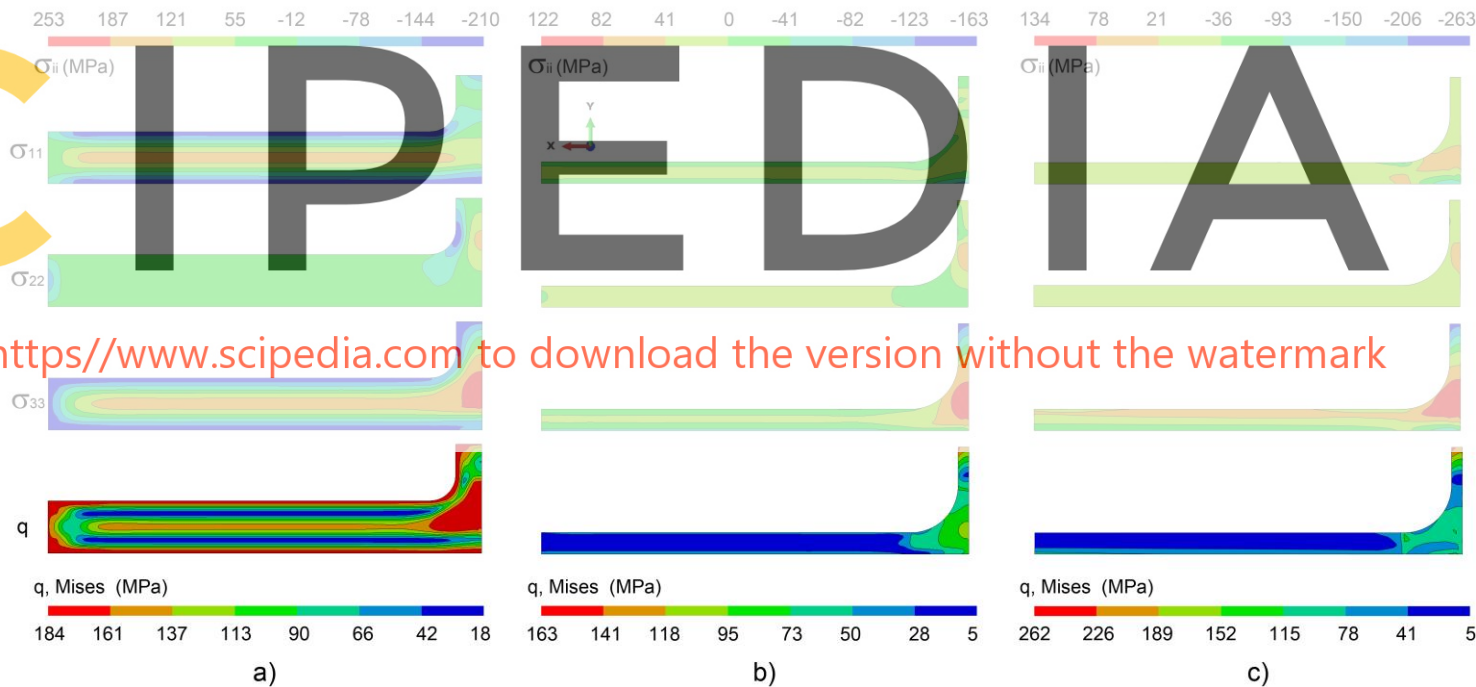 253 187 121 55 -12 -78 -144 -210
122 82 41 0 -41 -82 -123 -163
134 78 21 -36 -93 -150 -206 -263
CIPEDIA
σii (MPa)
σii (MPa)
σii (MPa)
Y
X
σ11
σ22
https//www.scipedia.com to download the version without the watermark
σ33
q
q, Mises (MPa)
q, Mises (MPa)
q, Mises (MPa)
184 161 137 113 90 66 42 18
163 141 118 95 73 50 28 5
262 226 189 152 115 78 41 5
a)
b)
c)